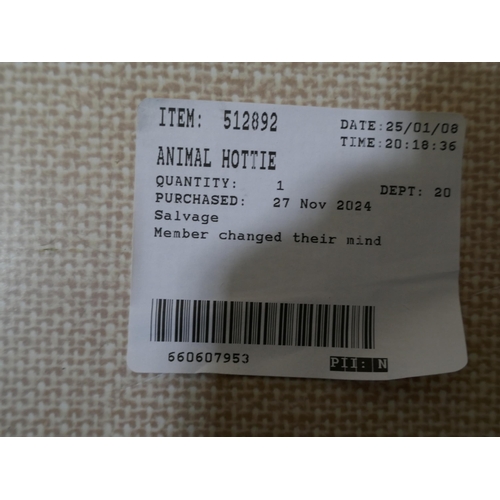 ITEM: 512892 DATE:25/01/08
TIME:20:18:36
ANIMAL HOTTIE
QUANTITY: 1 DEPT: 20
PURCHASED: 27 Nov 2024
Salvage
Member changed their mind
660607953 PII: N